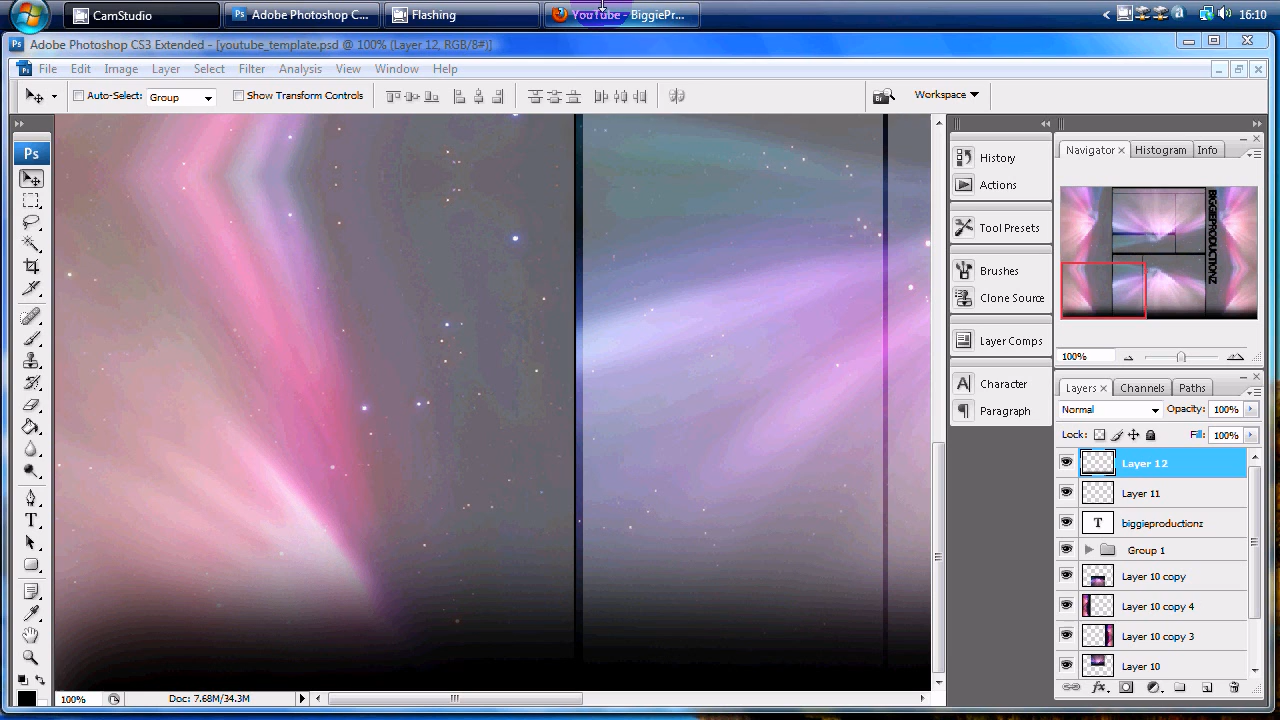 CamStudio
Adobe Photoshop C...
Flashing
YouTube - BiggiePr...
16:10
Adobe Photoshop CS3 Extended - [youtube_template.psd @ 100% (Layer 12, RGB/8#)]
File Edit Image Layer Select Filter Analysis View Window Help
Auto-Select: Group Show Transform Controls
Workspace
Ps
T
100%
Doc: 7.68M/34.3M
History
Actions
Tool Presets
Brushes
Clone Source
Layer Comps
Character
Paragraph
Navigator Histogram Info
BIGGIEPRODUCTIONZ
100%
Layers Channels Paths
Normal Opacity: 100%
Lock: Fill: 100%
Layer 12
Layer 11
T biggieproductionz
Group 1
Layer 10 copy
Layer 10 copy 4
Layer 10 copy 3
Layer 10